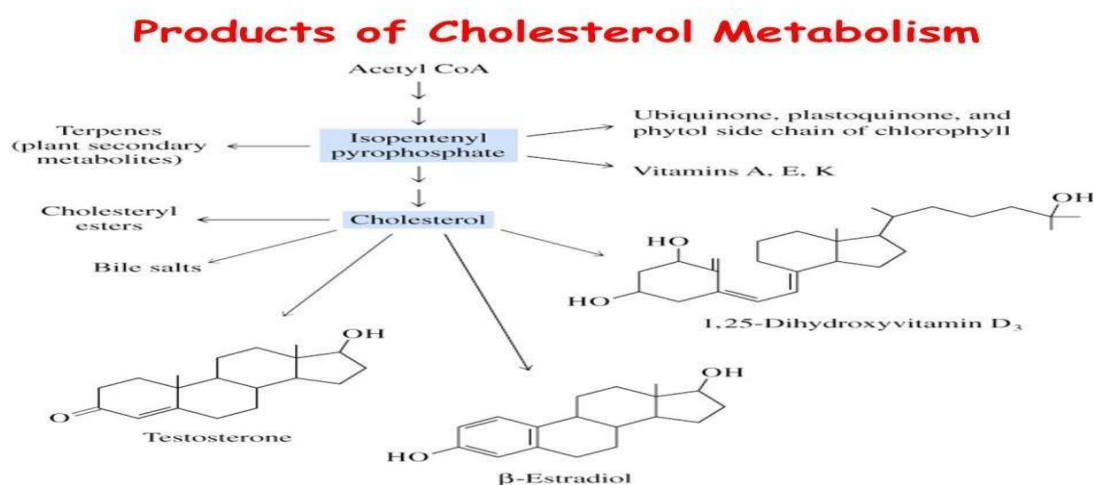 Products of Cholesterol Metabolism
Acetyl CoA
Terpenes
(plant secondary
metabolites)
Isopentenyl
pyrophosphate
Ubiquinone, plastoquinone, and
phytol side chain of chlorophyll
Vitamins A, E, K
Cholesteryl
esters
Cholesterol
Bile salts
OH
HO
HO
1,25-Dihydroxyvitamin D₃
OH
O
Testosterone
OH
HO
β-Estradiol